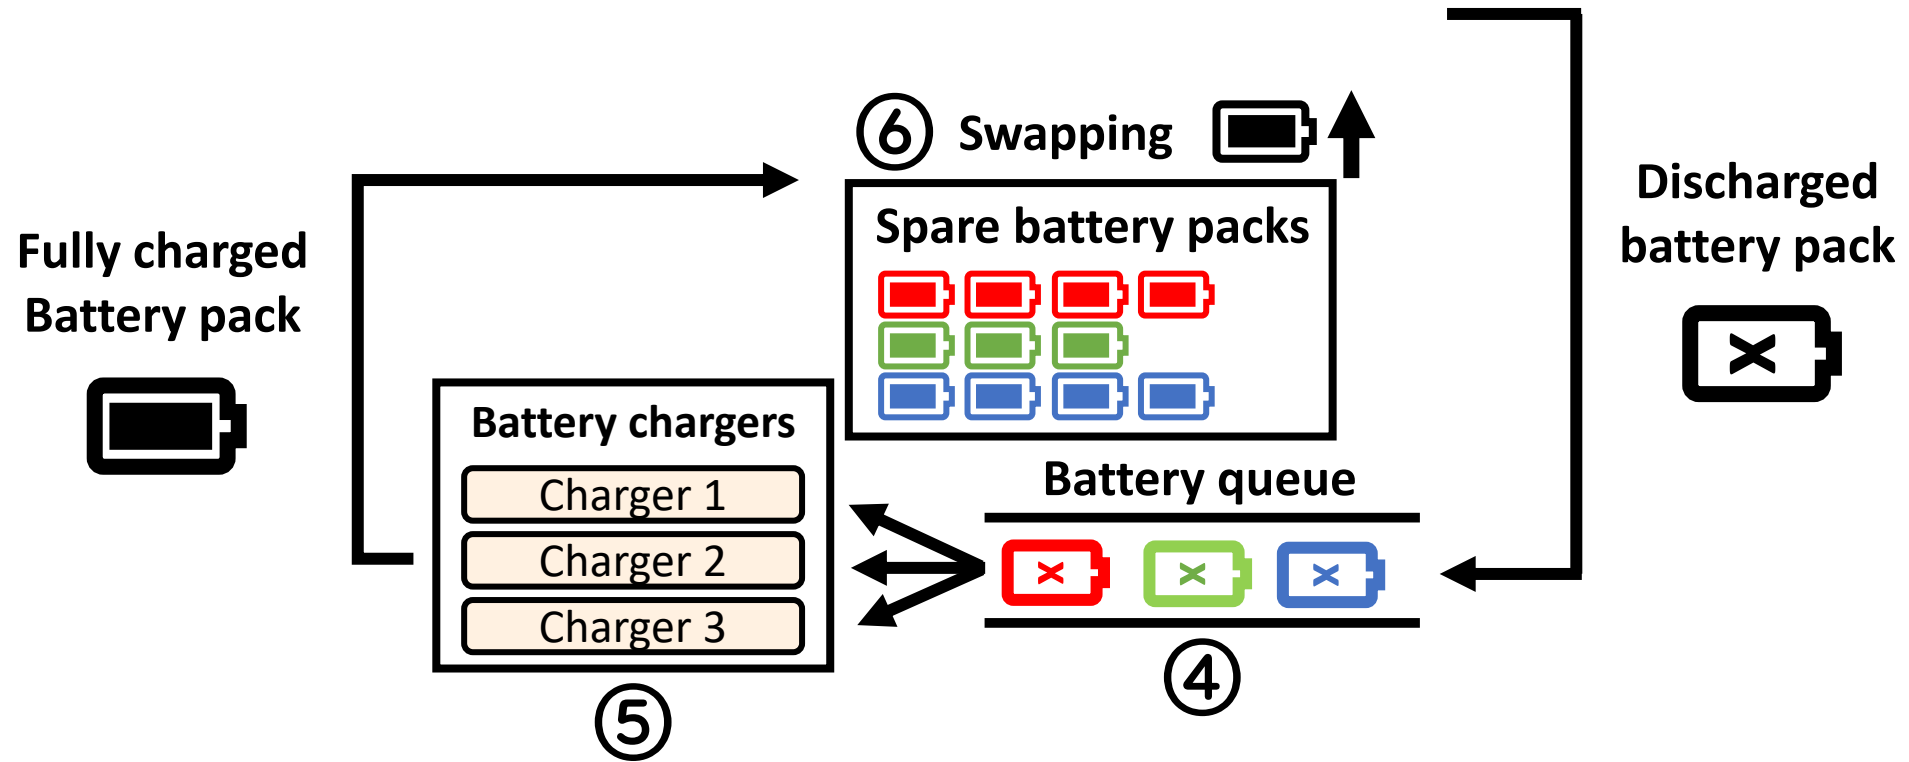 ⑥ Swapping
Spare battery packs
Discharged
battery pack
Fully charged
Battery pack
Battery chargers
Charger 1
Charger 2
Charger 3
⑤
Battery queue
④